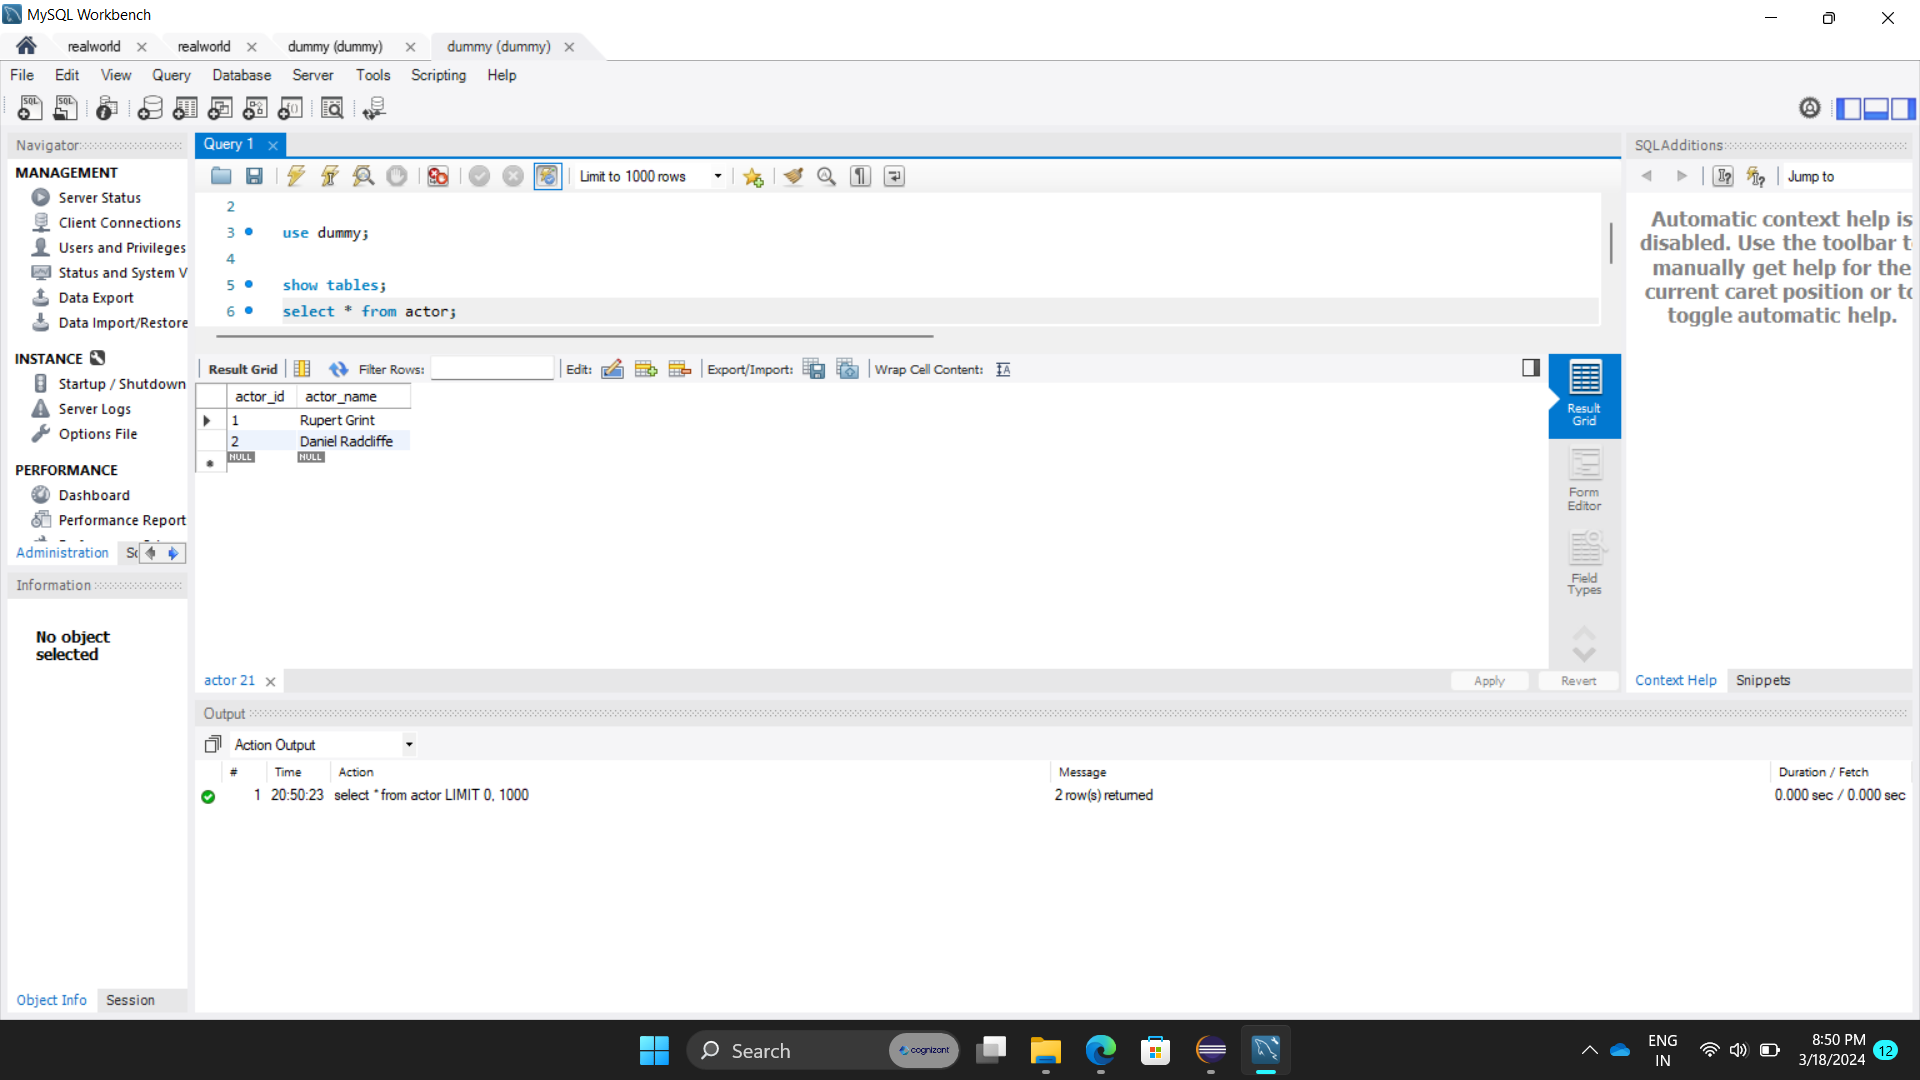 MySQL Workbench
realworld
realworld
dummy (dummy)
dummy (dummy)
File Edit View Query Database Server Tools Scripting Help
Navigator
MANAGEMENT
Server Status
Client Connections
Users and Privileges
Status and System V
Data Export
Data Import/Restore
INSTANCE
Startup / Shutdown
Server Logs
Options File
PERFORMANCE
Dashboard
Performance Report
Administration
Information
No object
selected
Object Info Session
Query 1
Limit to 1000 rows
2
3 use dummy;
4
5 show tables;
6 select * from actor;
Result Grid Filter Rows: Edit: Export/Import: Wrap Cell Content:
actor_id actor_name
1 Rupert Grint
2 Daniel Radcliffe
NULL NULL
Result
Grid
Form
Editor
Field
Types
actor 21
Apply Revert
SQLAdditions
Jump to
Automatic context help is
disabled. Use the toolbar t
manually get help for the
current caret position or to
toggle automatic help.
Context Help Snippets
Output
Action Output
# Time Action Message Duration / Fetch
1 20:50:23 select * from actor LIMIT 0, 1000 2 row(s) returned 0.000 sec / 0.000 sec
Search
cognizant
ENG
IN
8:50 PM
3/18/2024
12